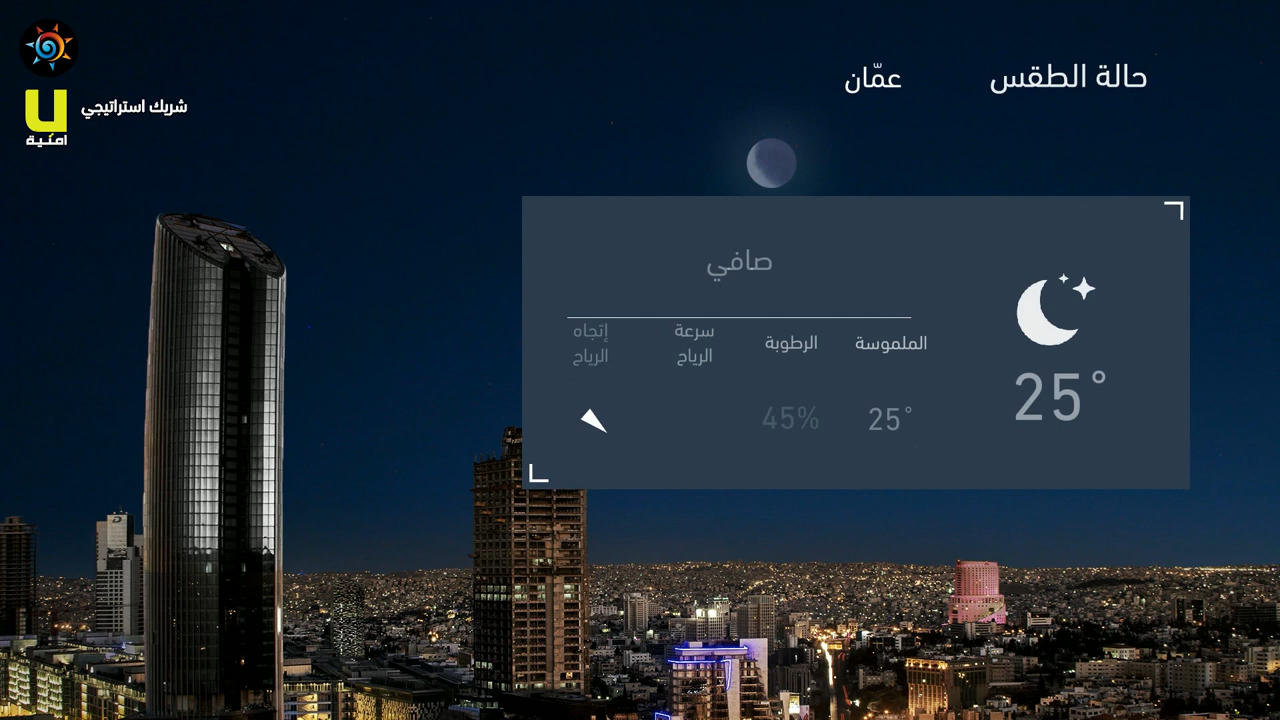 حالة الطقس
عمّان
شريك استراتيجي
امنية
صافي
25°
الملموسة
الرطوبة
سرعة
الرياح
إتجاه
الرياح
25°
45%